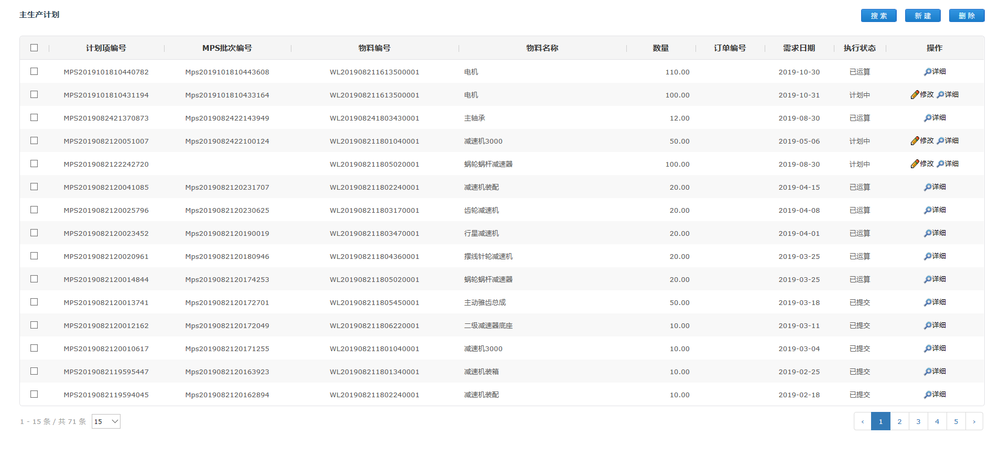 主生产计划
搜 索 新 建 删 除
计划项编号 MPS批次编号 物料编号 物料名称 数量 订单编号 需求日期 执行状态 操作
MPS2019101810440782 Mps2019101810443608 WL201908211613500001 电机 110.00 2019-10-30 已运算 详细
MPS2019101810431194 Mps2019101810433164 WL201908211613500001 电机 100.00 2019-10-31 计划中 修改 详细
MPS2019082421370873 Mps2019082422143949 WL201908241803430001 主轴承 12.00 2019-08-30 已运算 详细
MPS2019082120051007 Mps2019082422100124 WL201908211801040001 减速机3000 50.00 2019-05-06 计划中 修改 详细
MPS2019082122242720 WL201908211805020001 蜗轮蜗杆减速器 100.00 2019-08-30 计划中 修改 详细
MPS2019082120041085 Mps2019082120231707 WL201908211802240001 减速机装配 20.00 2019-04-15 已运算 详细
MPS2019082120025796 Mps2019082120230625 WL201908211803170001 齿轮减速机 20.00 2019-04-08 已运算 详细
MPS2019082120023452 Mps2019082120190019 WL201908211803470001 行星减速机 20.00 2019-04-01 已运算 详细
MPS2019082120020961 Mps2019082120180946 WL201908211804360001 摆线针轮减速机 20.00 2019-03-25 已运算 详细
MPS2019082120014844 Mps2019082120174253 WL201908211805020001 蜗轮蜗杆减速器 20.00 2019-03-25 已运算 详细
MPS2019082120013741 Mps2019082120172701 WL201908211805450001 主动骓齿总成 50.00 2019-03-18 已提交 详细
MPS2019082120012162 Mps2019082120172049 WL201908211806220001 二级减速器底座 10.00 2019-03-11 已提交 详细
MPS2019082120010617 Mps2019082120171255 WL201908211801040001 减速机3000 10.00 2019-03-04 已提交 详细
MPS2019082119595447 Mps2019082120163923 WL201908211801340001 减速机装箱 10.00 2019-02-25 已提交 详细
MPS2019082119594045 Mps2019082120162894 WL201908211802240001 减速机装配 10.00 2019-02-18 已提交 详细
1 - 15 条 / 共 71 条 15 ‹ 1 2 3 4 5 ›